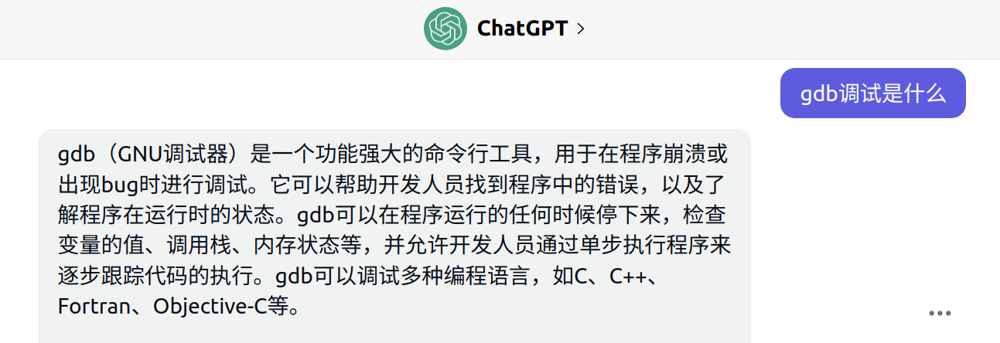 ChatGPT
gdb调试是什么
gdb（GNU调试器）是一个功能强大的命令行工具，用于在程序崩溃或
出现bug时进行调试。它可以帮助开发人员找到程序中的错误，以及了
解程序在运行时的状态。gdb可以在程序运行的任何时候停下来，检查
变量的值、调用栈、内存状态等，并允许开发人员通过单步执行程序来
逐步跟踪代码的执行。gdb可以调试多种编程语言，如C、C++、
Fortran、Objective-C等。